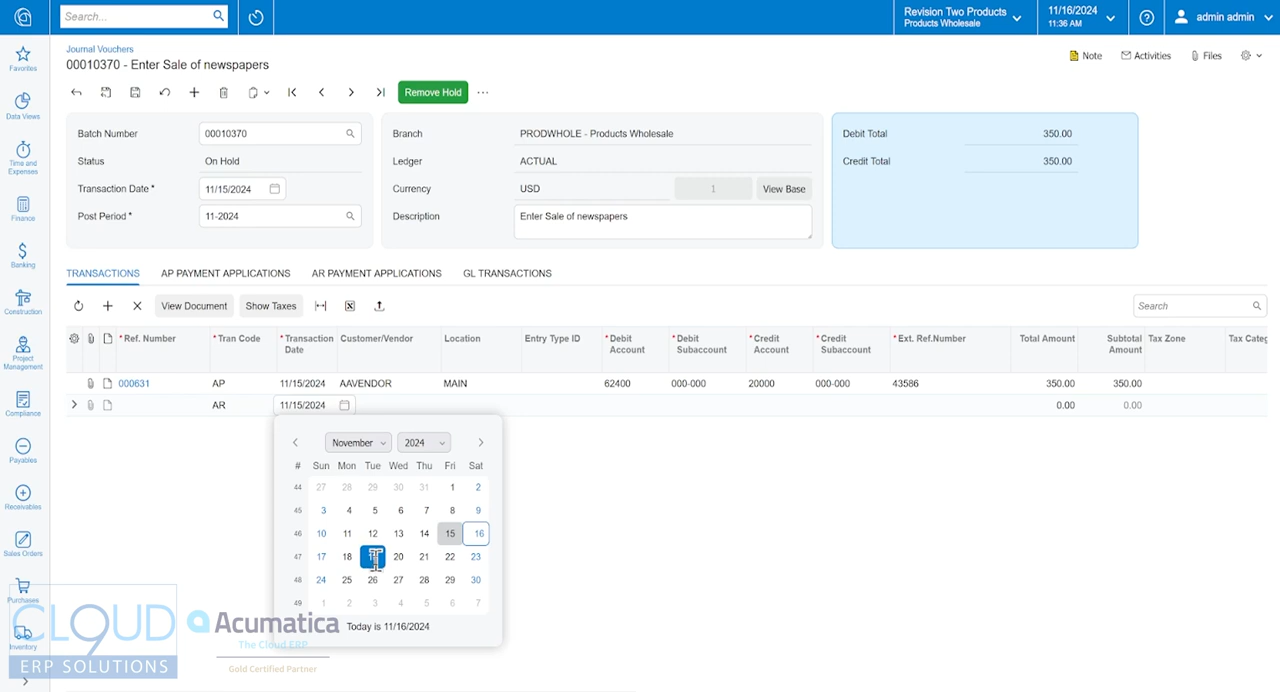 Search...
Revision Two Products
Products Wholesale
11/16/2024
11:36 AM
admin admin
Favorites
Data Views
Time and
Expenses
Finance
Banking
Construction
Project
Management
Compliance
Payables
Receivables
Sales Orders
Purchases
Inventory
Journal Vouchers
00010370 - Enter Sale of newspapers
Note
Activities
Files
Remove Hold
Batch Number
00010370
Status
On Hold
Transaction Date *
11/15/2024
Post Period *
11-2024
Branch
PRODWHOLE - Products Wholesale
Ledger
ACTUAL
Currency
USD
1
View Base
Description
Enter Sale of newspapers
Debit Total
350.00
Credit Total
350.00
TRANSACTIONS AP PAYMENT APPLICATIONS AR PAYMENT APPLICATIONS GL TRANSACTIONS
View Document
Show Taxes
Search
*Ref. Number
*Tran Code
*Transaction
Date
Customer/Vendor
Location
Entry Type ID
*Debit
Account
*Debit
Subaccount
*Credit
Account
*Credit
Subaccount
*Ext. Ref.Number
Total Amount
Subtotal
Amount
Tax Zone
Tax Categ
000631 AP 11/15/2024 AAVENDOR MAIN 62400 000-000 20000 000-000 43586 350.00 350.00
AR 11/15/2024 0.00 0.00
November 2024
# Sun Mon Tue Wed Thu Fri Sat
44 27 28 29 30 31 1 2
45 3 4 5 6 7 8 9
46 10 11 12 13 14 15 16
47 17 18 20 21 22 23
48 24 25 26 27 28 29 30
49 1 2 3 4 5 6 7
Today is 11/16/2024
CLOUD
9
ERP SOLUTIONS
Acumatica
The Cloud ERP
Gold Certified Partner